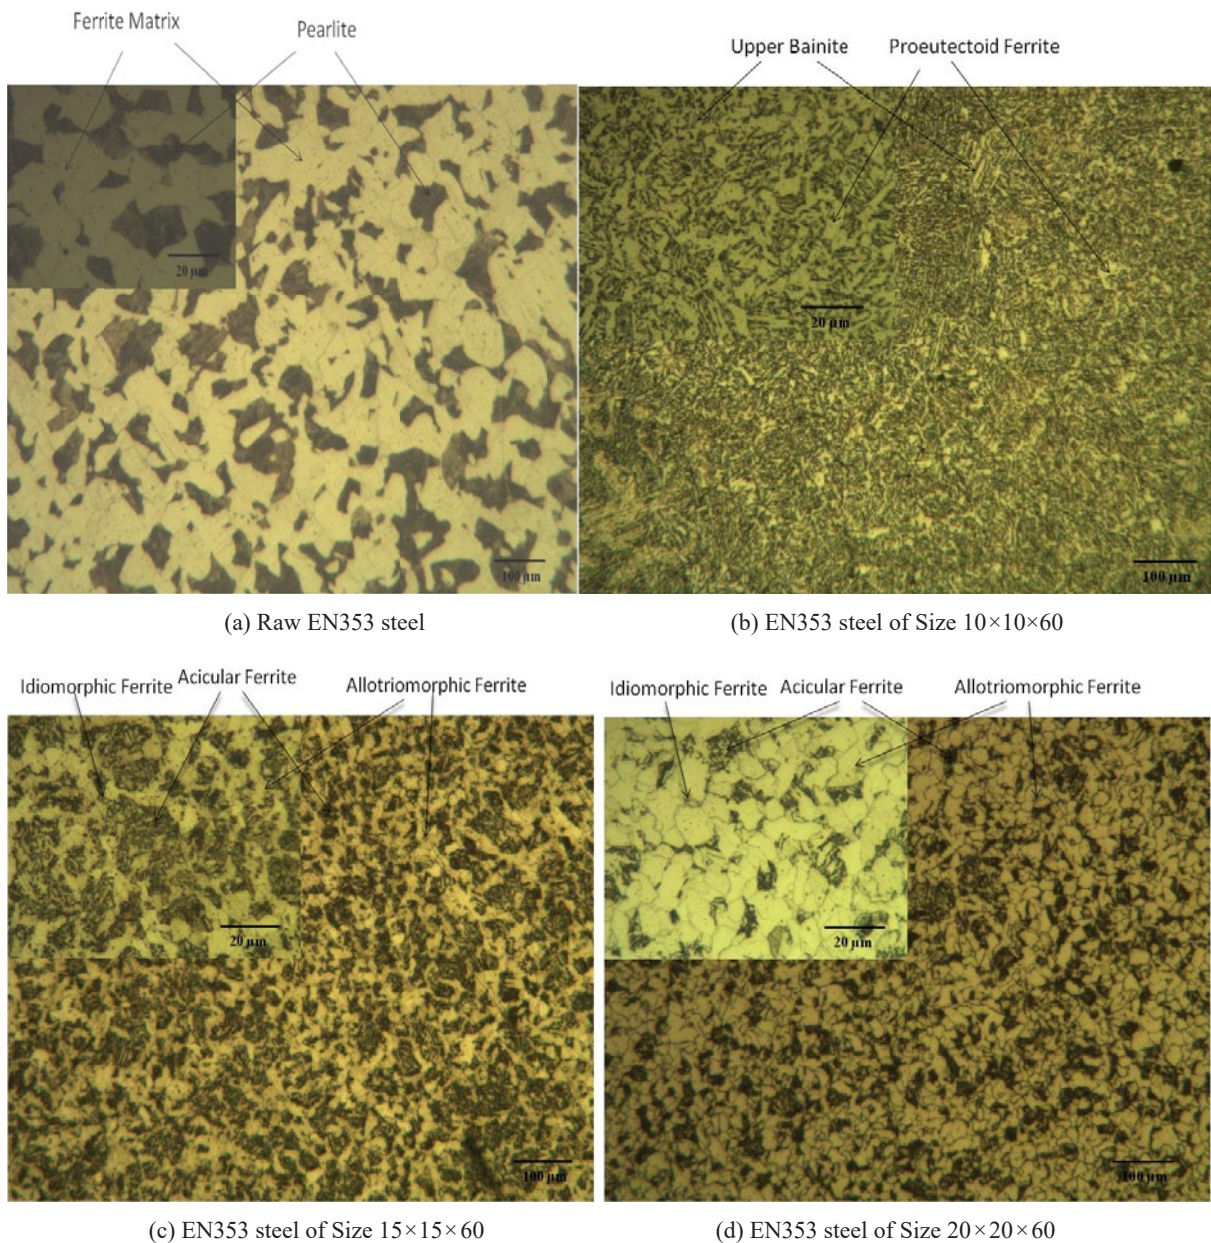 Ferrite Matrix
Pearlite
Upper Bainite
Proeutectoid Ferrite
20 µm
20 µm
100 µm
100 µm
(a) Raw EN353 steel
(b) EN353 steel of Size 10×10×60
Idiomorphic Ferrite
Acicular Ferrite
Allotriomorphic Ferrite
Idiomorphic Ferrite
Acicular Ferrite
Allotriomorphic Ferrite
20 µm
20 µm
100 µm
100 µm
(c) EN353 steel of Size 15×15×60
(d) EN353 steel of Size 20×20×60